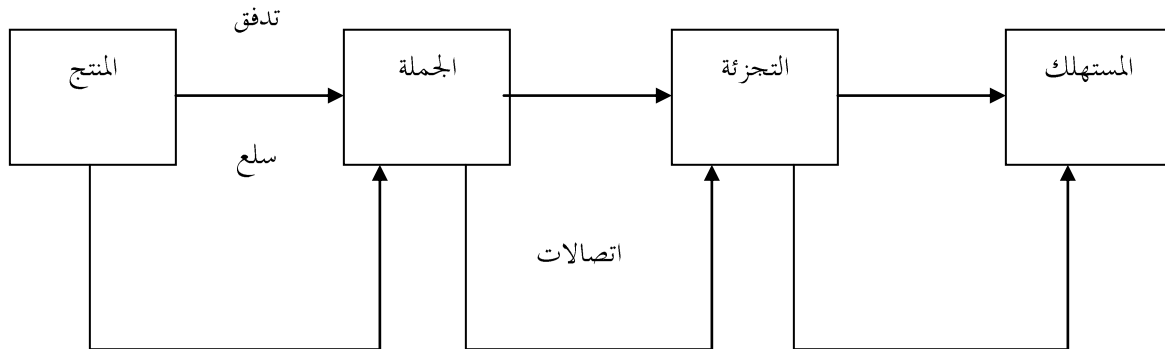 تدفق
المنتج
الجملة
التجزئة
المستهلك
سلع
اتصالات